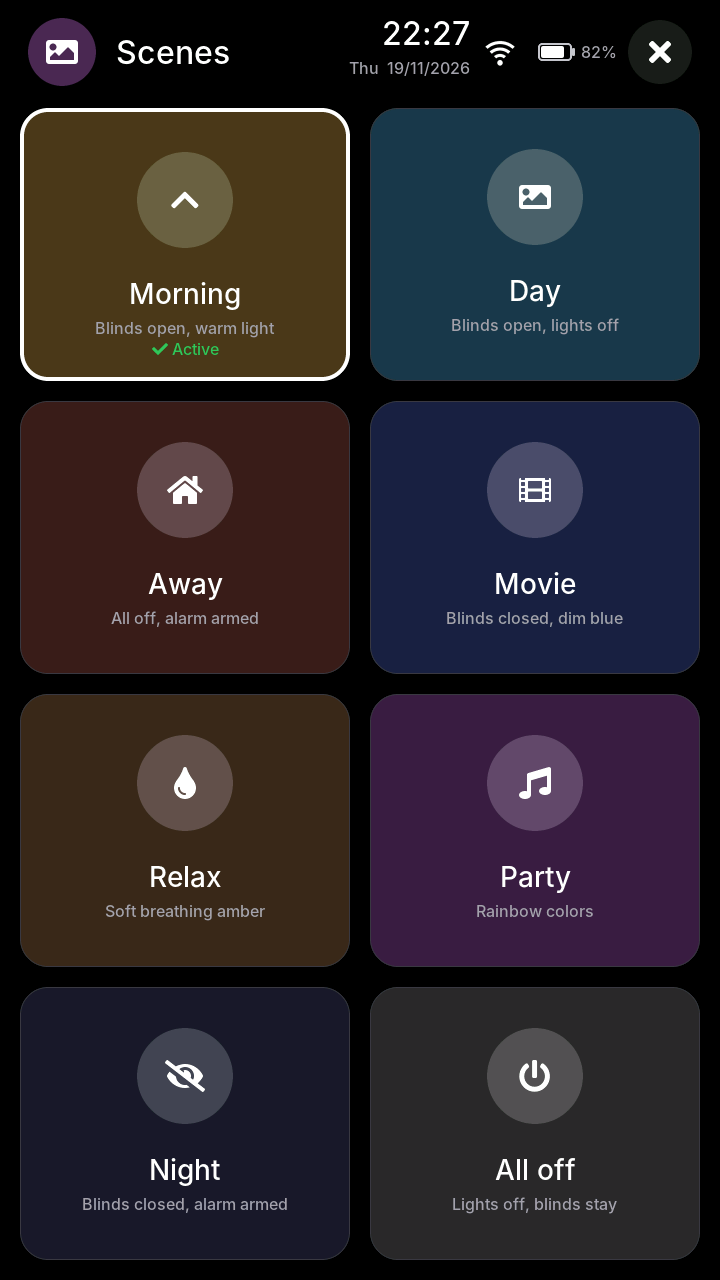 Scenes
22:27
Thu 19/11/2026
82%
Morning
Blinds open, warm light
Active
Day
Blinds open, lights off
Away
All off, alarm armed
Movie
Blinds closed, dim blue
Relax
Soft breathing amber
Party
Rainbow colors
Night
Blinds closed, alarm armed
All off
Lights off, blinds stay